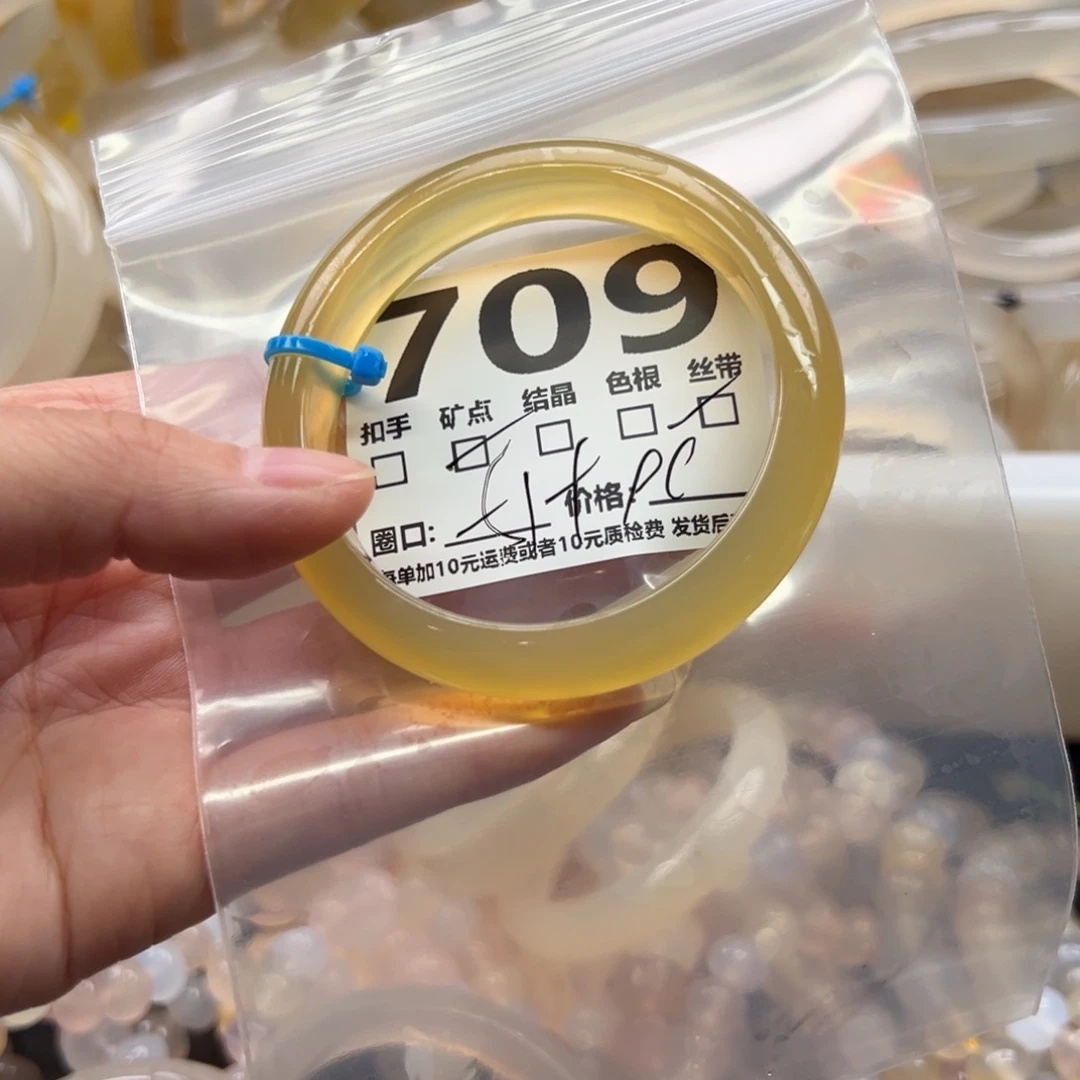 709
扣手 矿点 结晶 色根 丝带
圈口: 价格:
每单加10元运费或者10元质检费 发货后